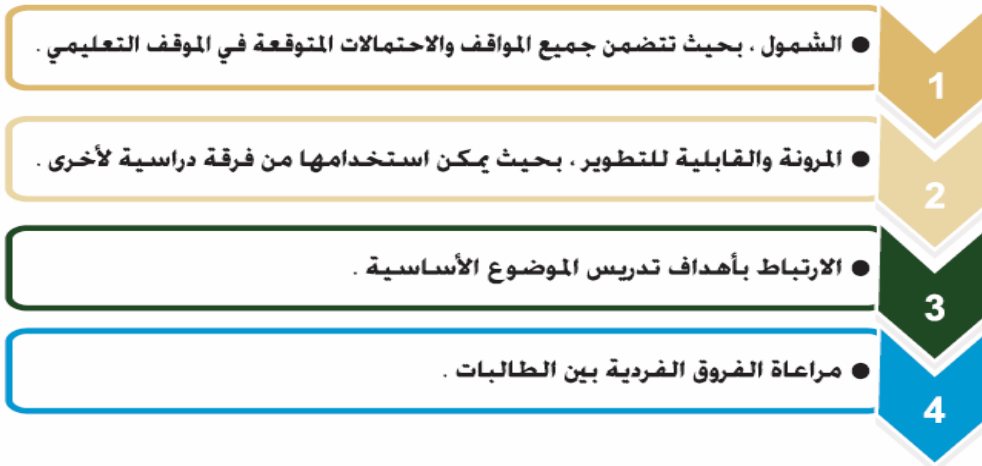 ● الشمول ، بحيث تتضمن جميع المواقف والاحتمالات المتوقعة في الموقف التعليمي .
1
● المرونة والقابلية للتطوير ، بحيث يمكن استخدامها من فرقة دراسية لأخرى .
2
● الارتباط بأهداف تدريس الموضوع الأساسية .
3
● مراعاة الفروق الفردية بين الطالبات .
4